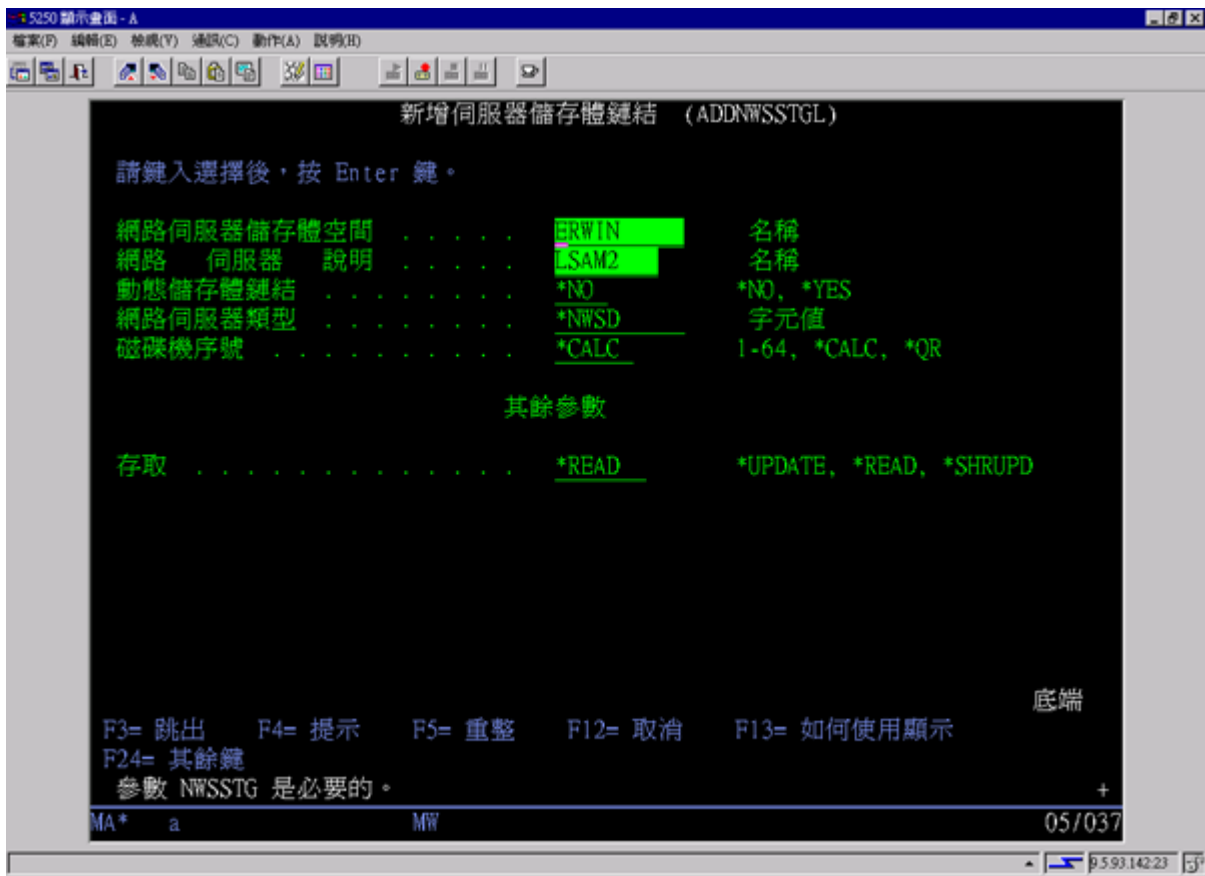 5250 顯示畫面 - A
檔案(F) 編輯(E) 檢視(V) 通訊(C) 動作(A) 說明(H)
新增伺服器儲存體鏈結 (ADDNWSSTGL)
請鍵入選擇後，按 Enter 鍵。
網路伺服器儲存體空間 . . . . . ERWIN 名稱
網路 伺服器 說明 . . . . . LSAM2 名稱
動態儲存體鏈結 . . . . . . . . *NO *NO, *YES
網路伺服器類型 . . . . . . . . *NWSD 字元值
磁碟機序號 . . . . . . . . . . *CALC 1-64, *CALC, *QR
其餘參數
存取 . . . . . . . . . . . . . *READ *UPDATE, *READ, *SHRUPD
底端
F3= 跳出 F4= 提示 F5= 重整 F12= 取消 F13= 如何使用顯示
F24= 其餘鍵
參數 NWSSTG 是必要的。 +
MA* a MW 05/037
9.5.93.142:23